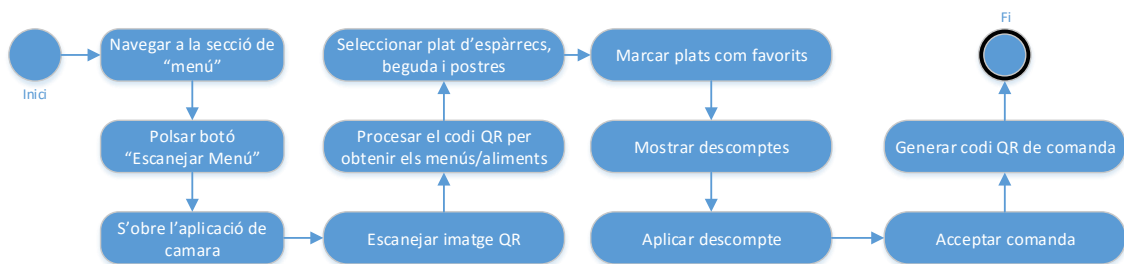 Inici
Navegar a la secció de
“menú”
Polsar botó
“Escanejar Menú”
S’obre l’aplicació de
camara
Escanejar imatge QR
Procesar el codi QR per
obtenir els menús/aliments
Seleccionar plat d’espàrrecs,
beguda i postres
Marcar plats com favorits
Mostrar descomptes
Aplicar descompte
Acceptar comanda
Generar codi QR de comanda
Fi